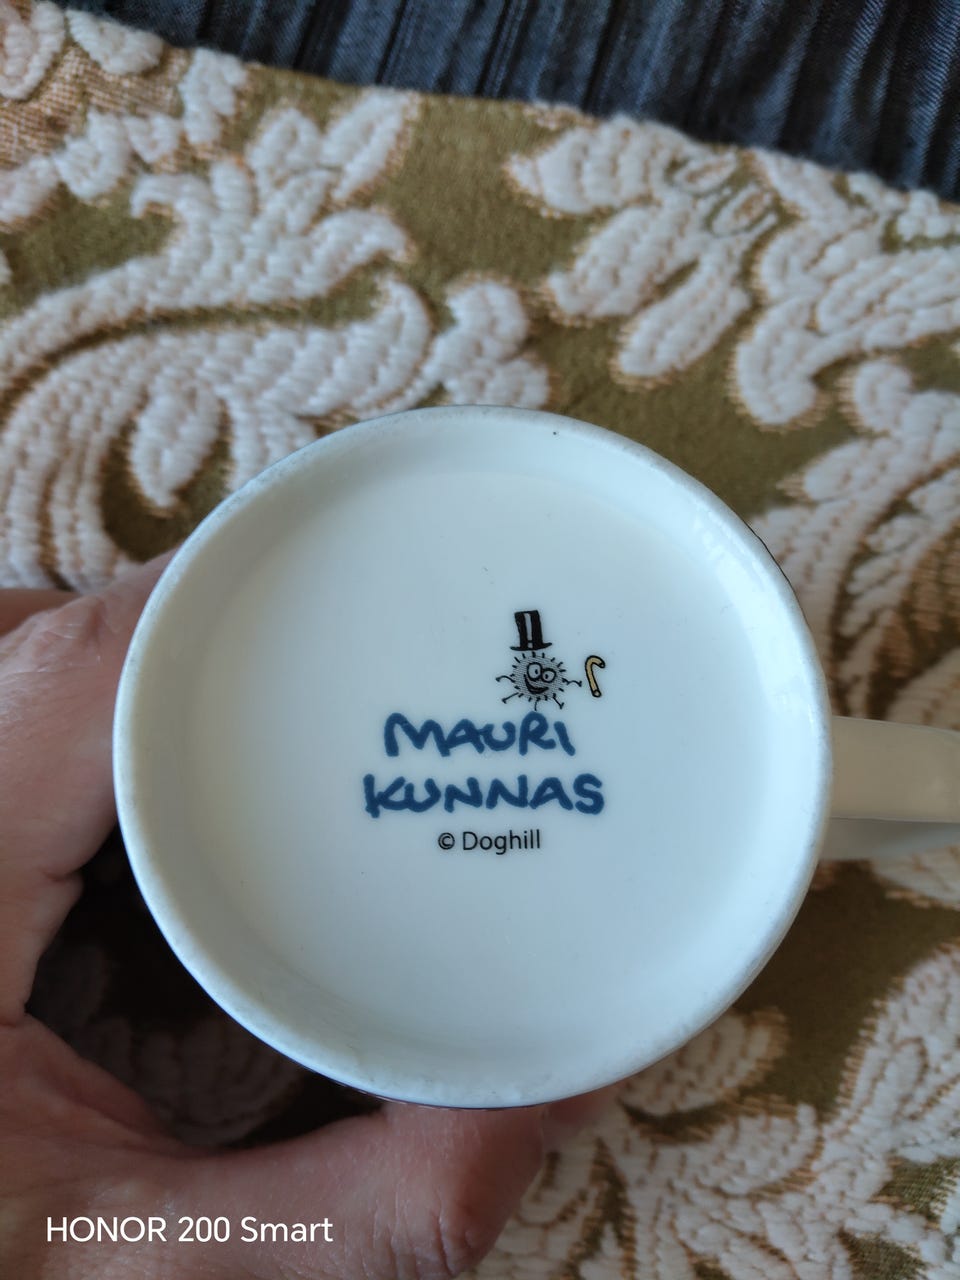 MAURI
KUNNAS
© Doghill
HONOR 200 Smart